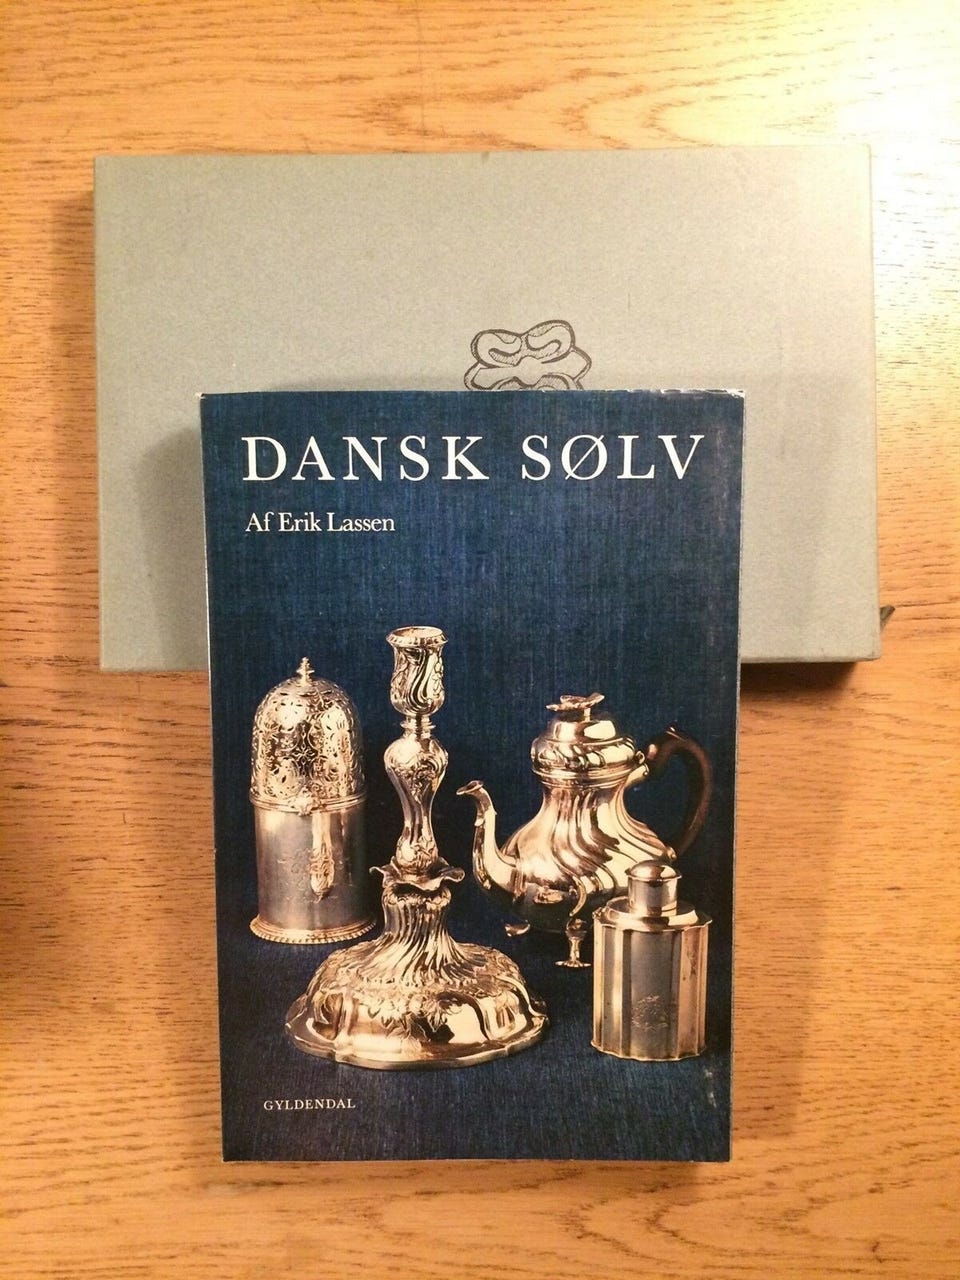 DANSK SØLV
Af Erik Lassen
GYLDENDAL